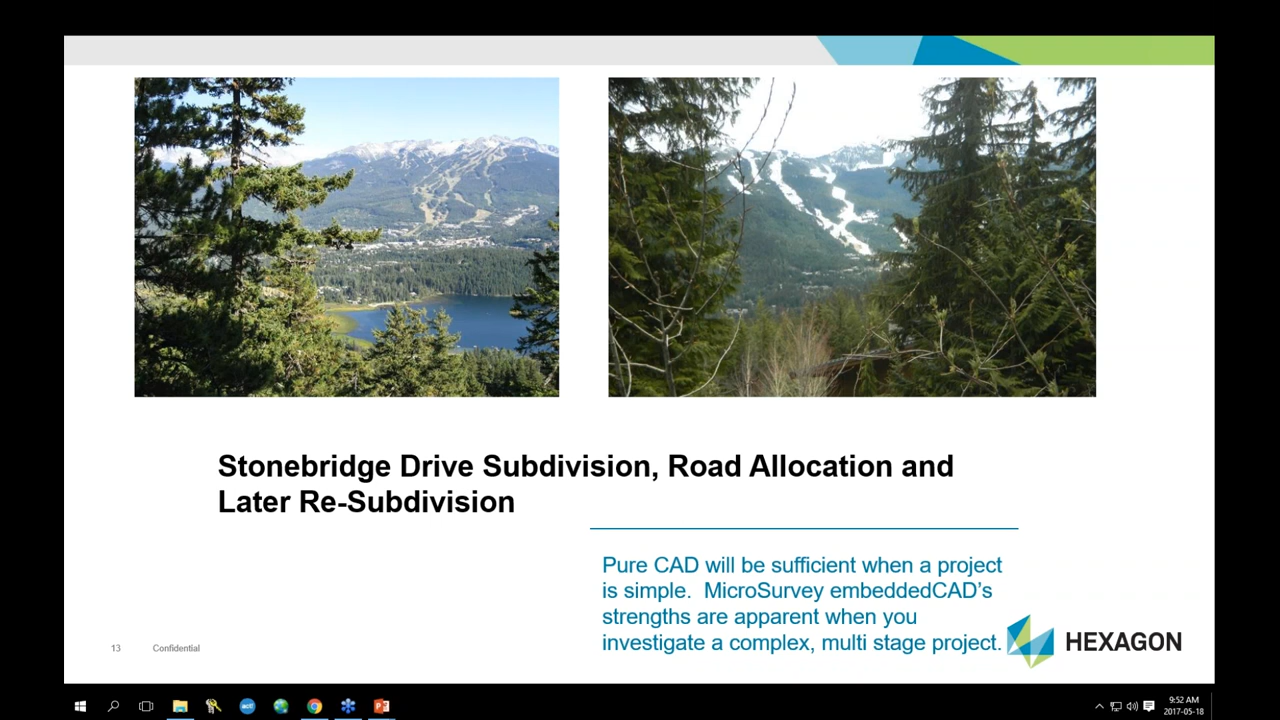 Stonebridge Drive Subdivision, Road Allocation and
Later Re-Subdivision
Pure CAD will be sufficient when a project
is simple.  MicroSurvey embeddedCAD's
strengths are apparent when you
investigate a complex, multi stage project.
HEXAGON
13 Confidential
act!
9:52 AM
2017-05-18